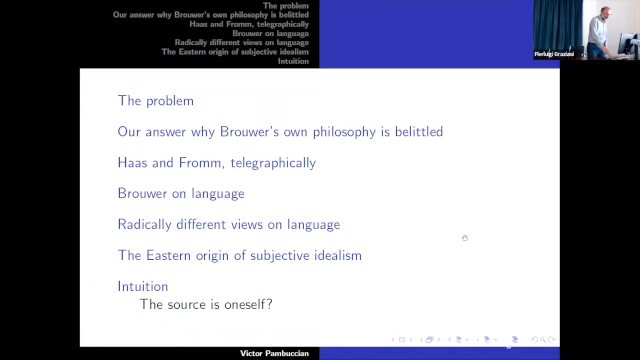 The problem
Our answer why Brouwer's own philosophy is belittled
Haas and Fromm, telegraphically
Brouwer on language
Radically different views on language
The Eastern origin of subjective idealism
Intuition
Pierluigi Graziani
The problem
Our answer why Brouwer's own philosophy is belittled
Haas and Fromm, telegraphically
Brouwer on language
Radically different views on language
The Eastern origin of subjective idealism
Intuition
The source is oneself?
Victor Pambuccian